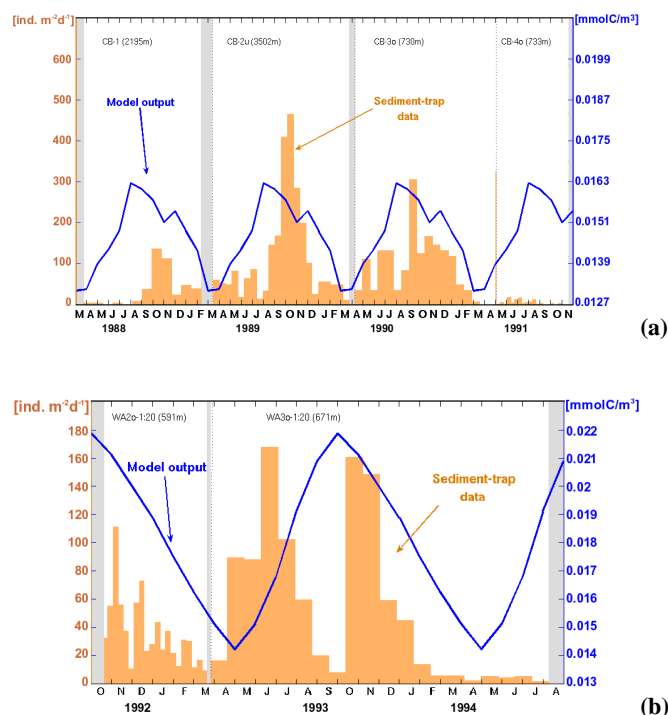 [ind. m-2d-1]
[mmolC/m3]
700
600
500
400
300
200
100
0
CB-1 (2195m)
CB-2u (3502m)
CB-3o (730m)
CB-4o (733m)
Model output
Sediment-trap
data
0.0199
0.0187
0.0175
0.0163
0.0151
0.0139
0.0127
M A M J J A S O N D J F M A M J J A S O N D J F M A M J J A S O N D J F M A M J J A S O N
1988
1989
1990
1991
(a)
[ind. m-2d-1]
[mmolC/m3]
180
160
140
120
100
80
60
40
20
0
WA2o-1:20 (591m)
WA3o-1:20 (671m)
Model output
Sediment-trap
data
0.022
0.021
0.02
0.019
0.018
0.017
0.016
0.015
0.014
0.013
O N D J F M A M J J A S O N D J F M A M J J A
1992
1993
1994
(b)